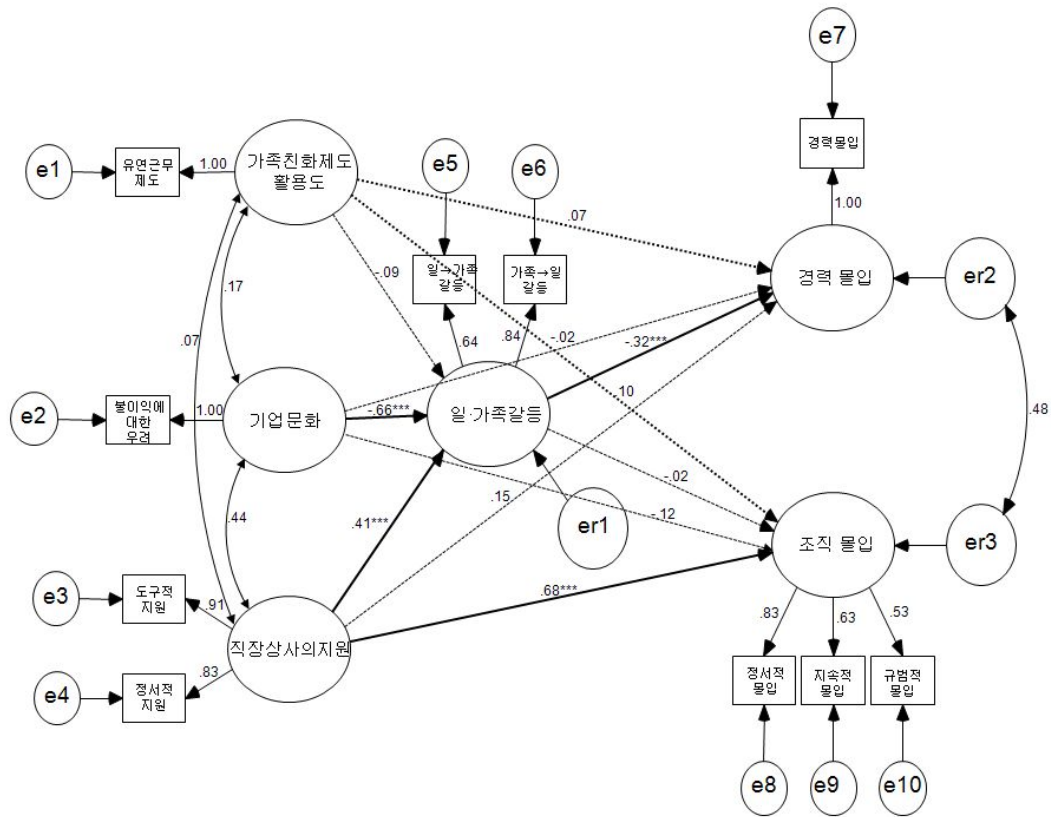 e7
경력몰입
1.00
e1
유연근무
제도
1.00
가족친화제도
활용도
e5
e6
일→가족
갈등
가족→일
갈등
.07
-.09
.64
.84
경력 몰입
er2
.17
.07
-.02
-.32***
.10
e2
불이익에
대한
우려
1.00
기업문화
-.66***
일·가족갈등
.48
-.02
.15
-.12
.44
.41***
er1
조직 몰입
er3
e3
도구적
지원
.91
.68***
직장상사의지원
.83
e4
정서적
지원
.83
.63
.53
정서적
몰입
지속적
몰입
규범적
몰입
e8
e9
e10